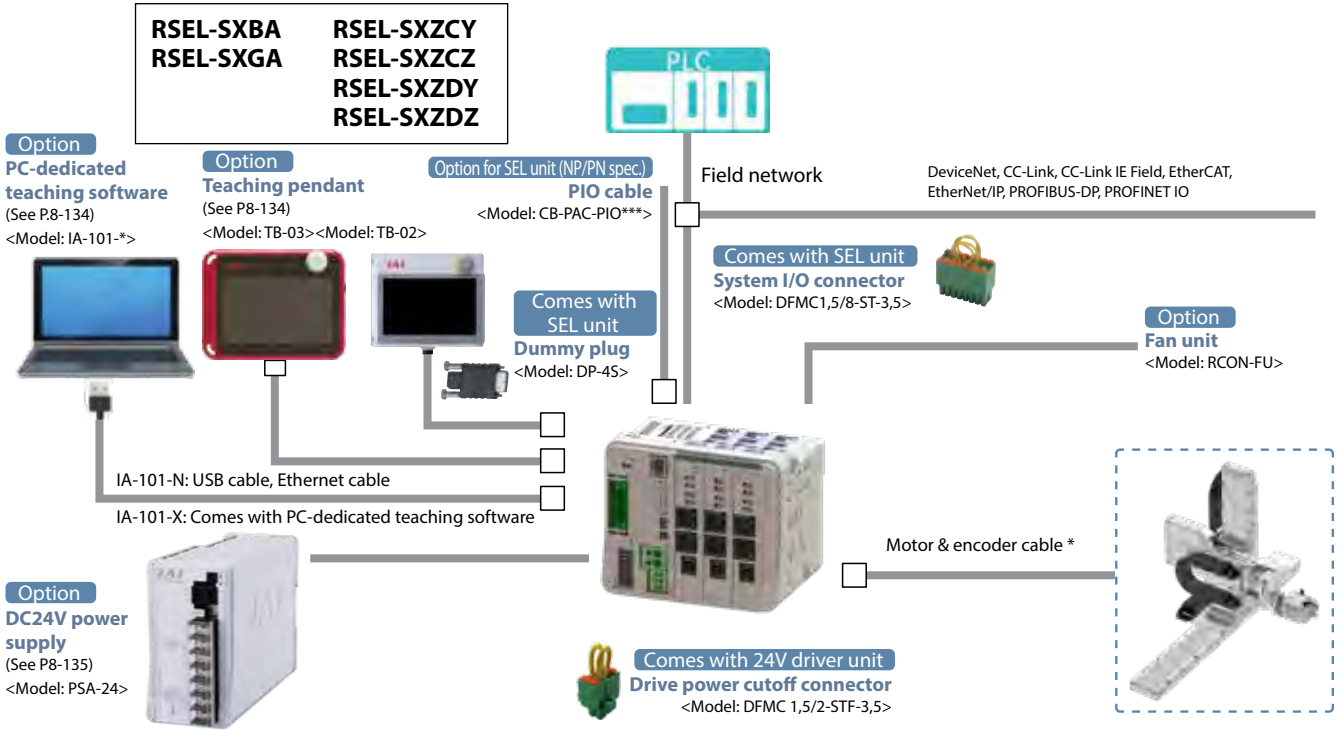 RSEL-SXBA RSEL-SXZCY
RSEL-SXGA RSEL-SXZCZ
RSEL-SXZDY
RSEL-SXZDZ
PLC
Option
PC-dedicated
teaching software
(See P.8-134)
<Model: IA-101-*>
Option
Teaching pendant
(See P8-134)
<Model: TB-03><Model: TB-02>
IAI
Option for SEL unit (NP/PN spec.)
PIO cable
<Model: CB-PAC-PIO***>
Field network
DeviceNet, CC-Link, CC-Link IE Field, EtherCAT,
EtherNet/IP, PROFIBUS-DP, PROFINET IO
Comes with SEL unit
System I/O connector
<Model: DFMC1,5/8-ST-3,5>
Comes with
SEL unit
Dummy plug
<Model: DP-4S>
Option
Fan unit
<Model: RCON-FU>
IA-101-N: USB cable, Ethernet cable
IA-101-X: Comes with PC-dedicated teaching software
Motor & encoder cable *
Option
DC24V power
supply
(See P8-135)
<Model: PSA-24>
IAI
Comes with 24V driver unit
Drive power cutoff connector
<Model: DFMC 1,5/2-STF-3,5>